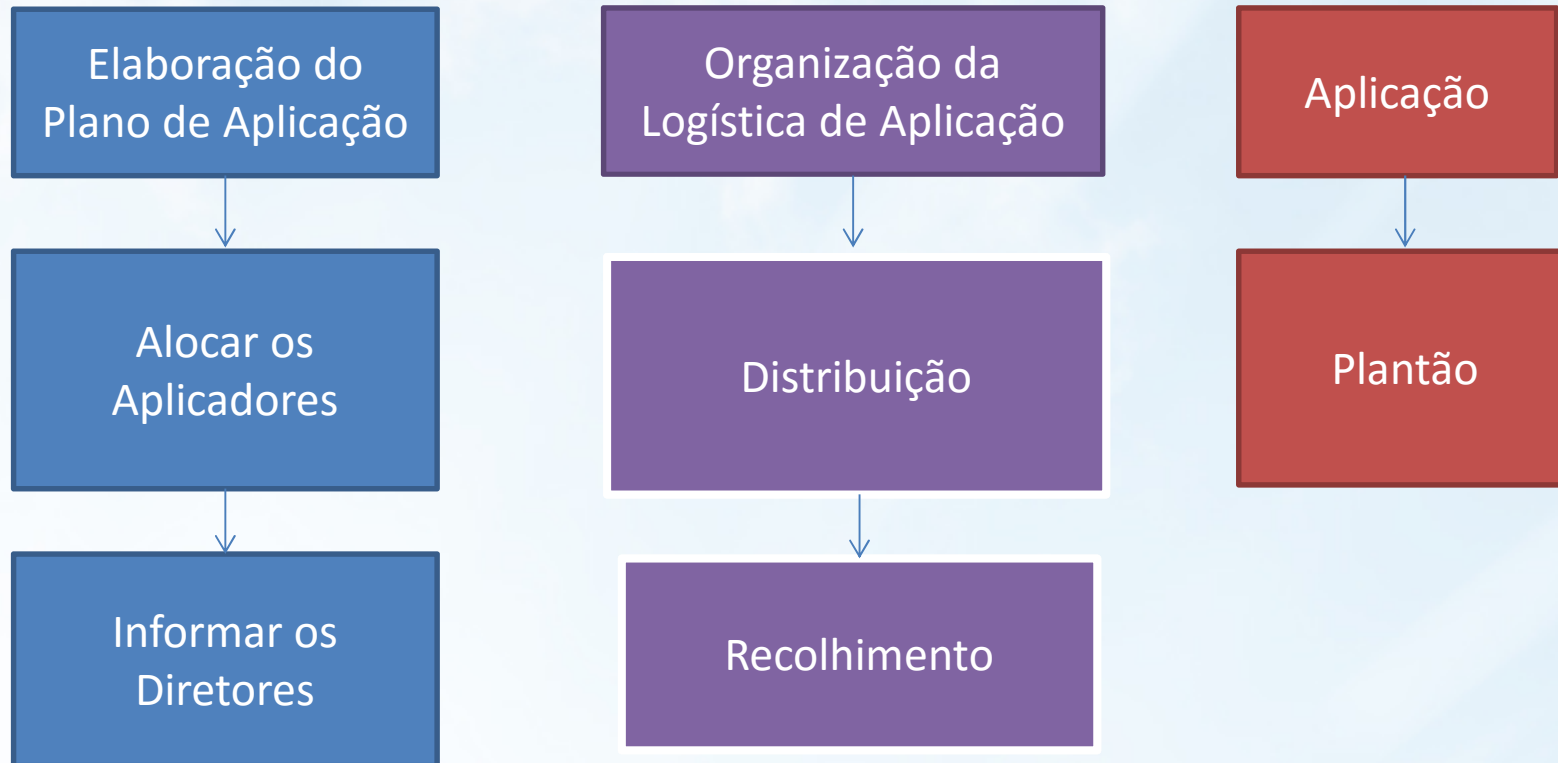 Elaboração do
Plano de Aplicação
Alocar os
Aplicadores
Informar os
Diretores
Organização da
Logística de Aplicação
Distribuição
Recolhimento
Aplicação
Plantão